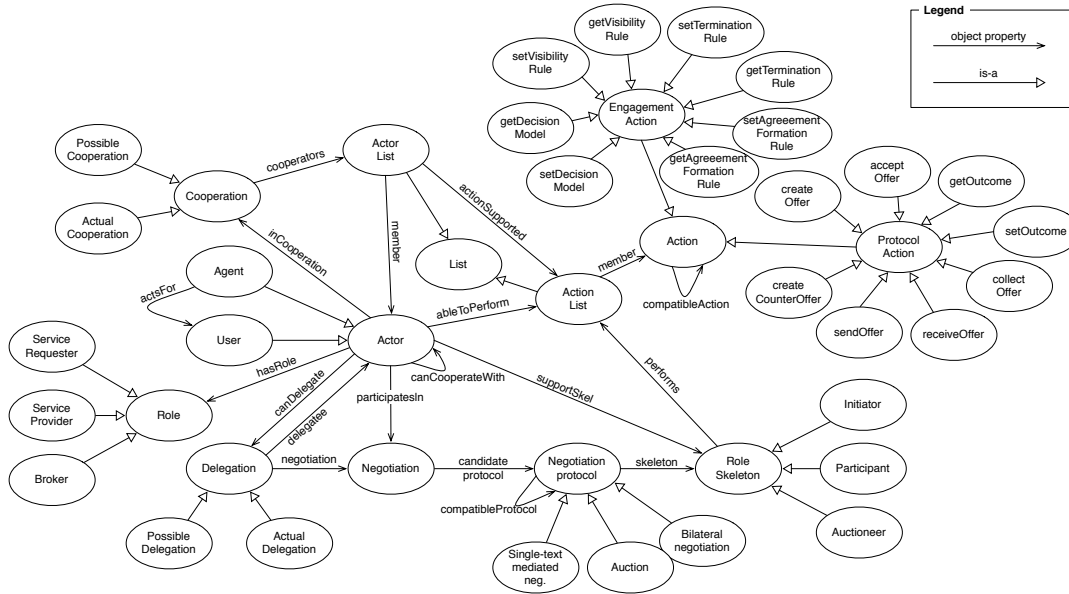 Legend
object property
is-a
getVisibility
Rule
setTermination
Rule
setVisibility
Rule
getTermination
Rule
Engagement
Action
getDecision
Model
setAgreeement
Formation
Rule
setDecision
Model
getAgreeement
Formation
Rule
Possible
Cooperation
Actor
List
cooperators
Cooperation
Actual
Cooperation
actionSupported
accept
Offer
create
Offer
getOutcome
setOutcome
Protocol
Action
create
CounterOffer
collect
Offer
sendOffer
receiveOffer
Action
compatibleAction
member
inCooperation
member
List
Action
List
Agent
actsFor
User
ableToPerform
Actor
canCooperateWith
hasRole
Service
Requester
Service
Provider
Role
Broker
canDelegate
delegatee
participatesIn
supportSkel
performs
Initiator
Participant
Auctioneer
Delegation
negotiation
Negotiation
candidate
protocol
Negotiation
protocol
skeleton
Role
Skeleton
compatibleProtocol
Possible
Delegation
Actual
Delegation
Single-text
mediated
neg.
Auction
Bilateral
negotiation